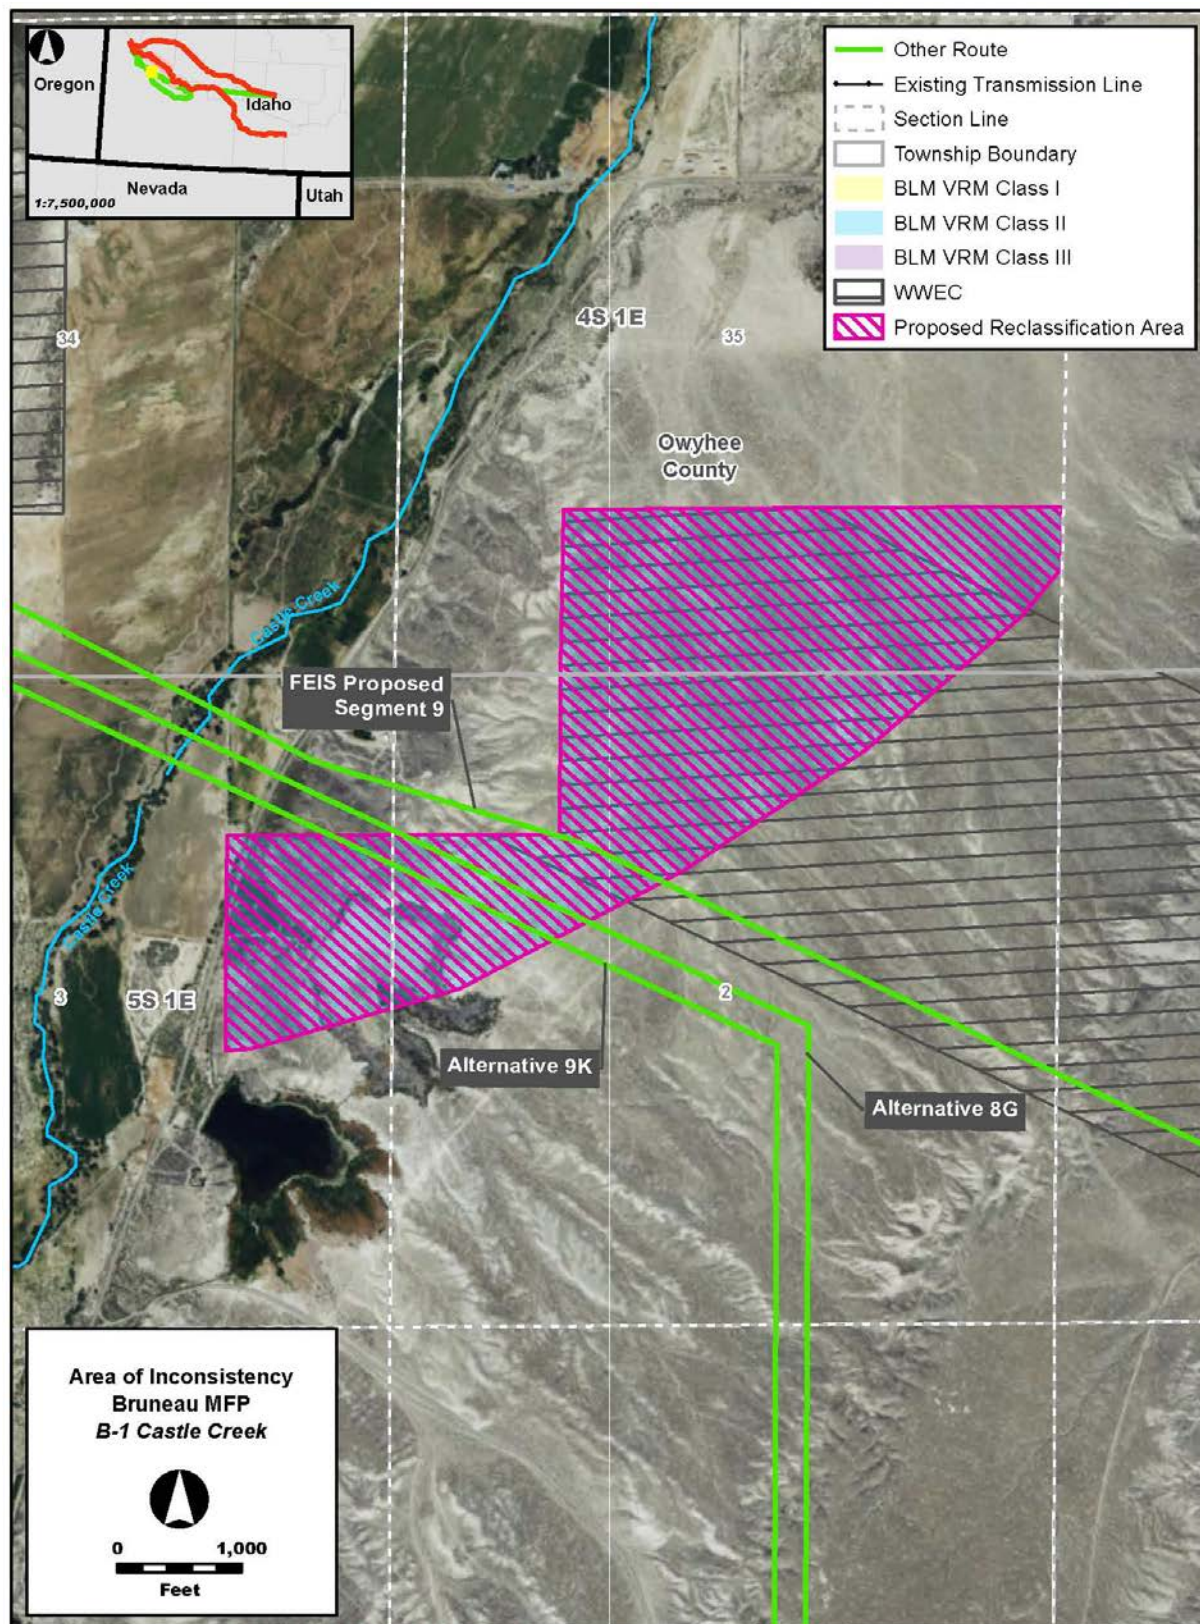 Oregon
Idaho
Nevada
Utah
1:7,500,000
Other Route
Existing Transmission Line
Section Line
Township Boundary
BLM VRM Class I
BLM VRM Class II
BLM VRM Class III
WWEC
Proposed Reclassification Area
4S 1E
34
35
Owyhee
County
Castle Creek
FEIS Proposed
Segment 9
Castle Creek
3
5S 1E
2
Alternative 9K
Alternative 8G
Area of Inconsistency
Bruneau MFP
B-1 Castle Creek
0 1,000
Feet